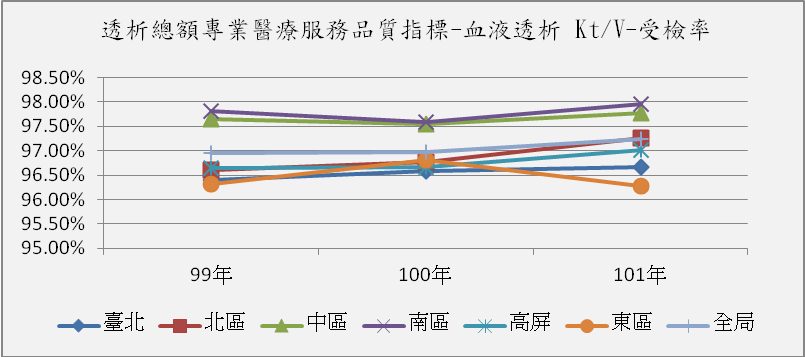 透析總額專業醫療服務品質指標-血液透析 Kt/V-受檢率
98.50%
98.00%
97.50%
97.00%
96.50%
96.00%
95.50%
95.00%
99年 100年 101年
臺北 北區 中區 南區 高屏 東區 全局